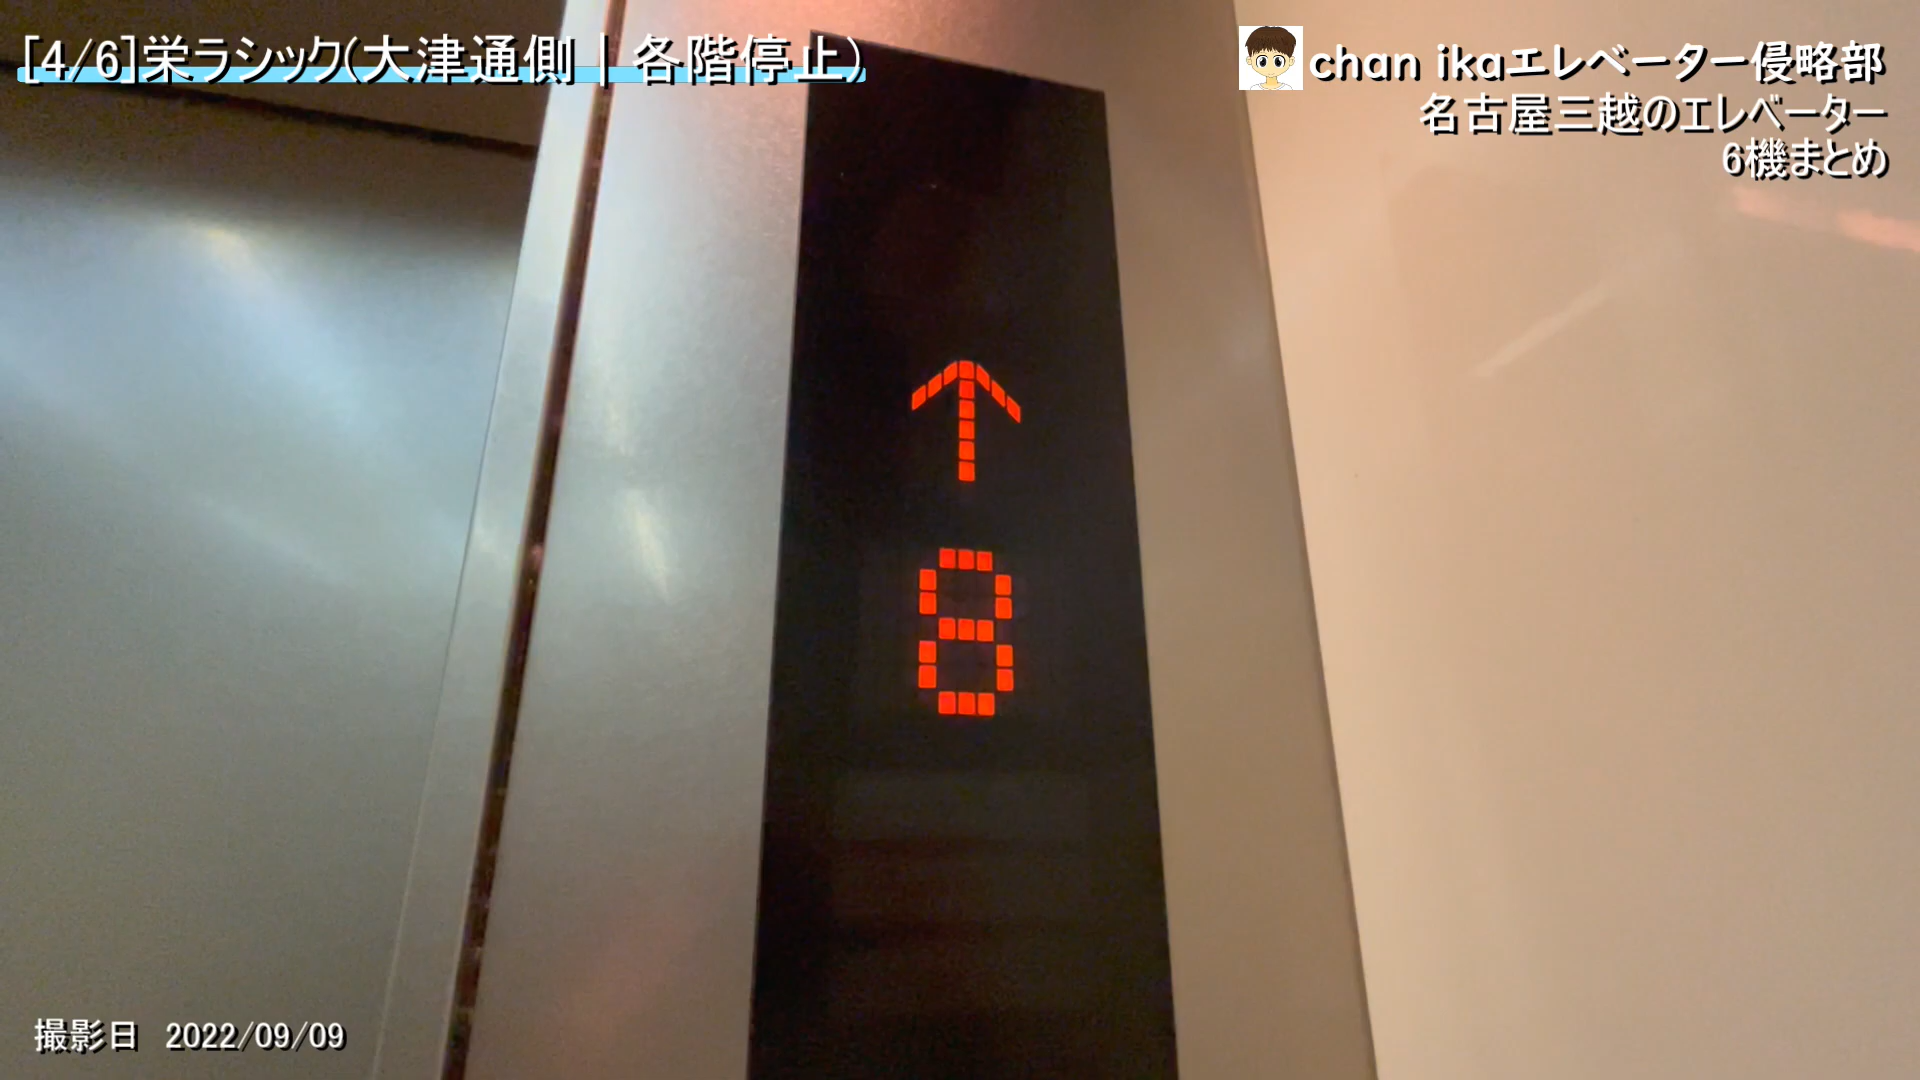 [4/6]栄ラシック(大津通側 | 各階停止)
chan ikaエレベーター侵略部
名古屋三越のエレベーター
6機まとめ
↑
8
撮影日 2022/09/09